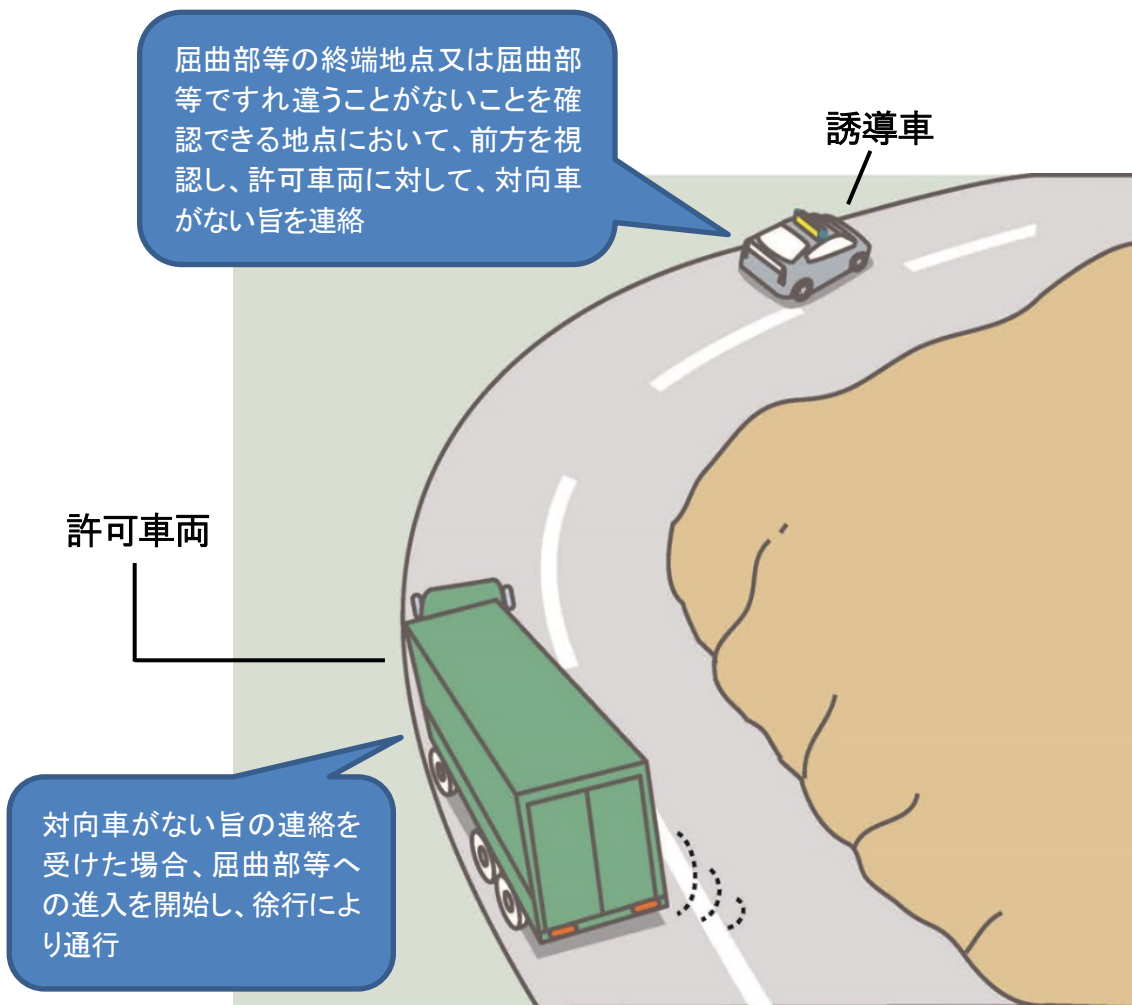 屈曲部等の終端地点又は屈曲部
等ですれ違うことがないことを確
認できる地点において、前方を視
認し、許可車両に対して、対向車
がない旨を連絡
誘導車
許可車両
対向車がない旨の連絡を
受けた場合、屈曲部等へ
の進入を開始し、徐行によ
り通行